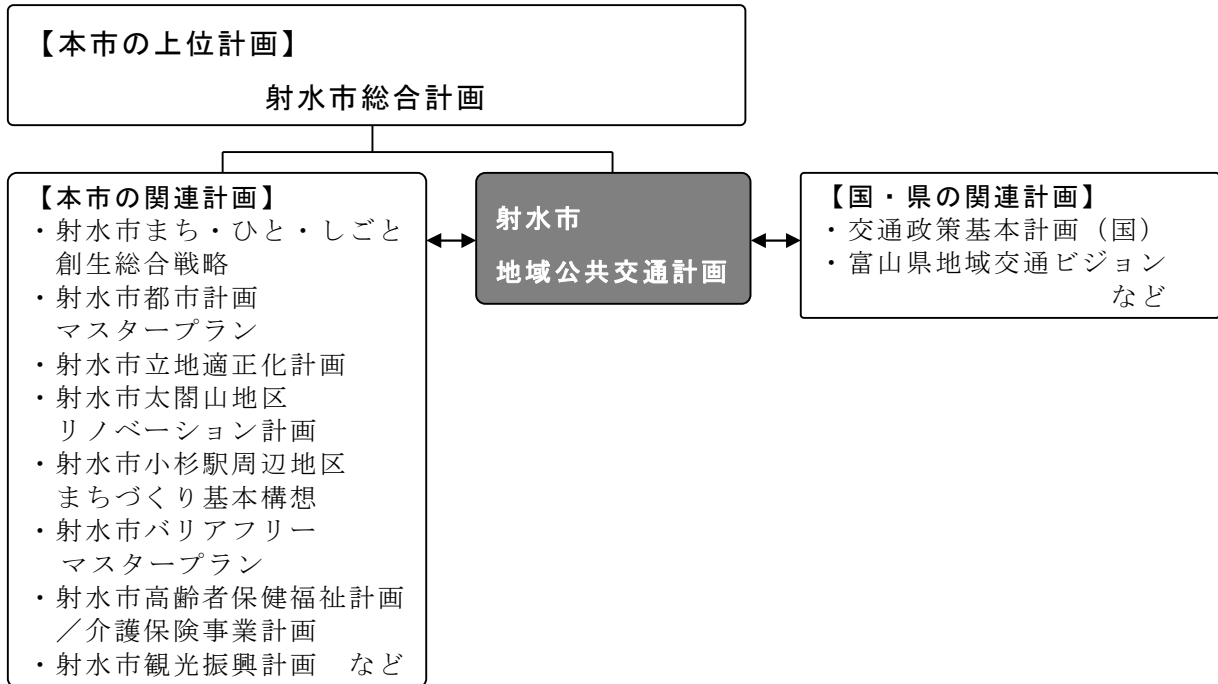 【本市の上位計画】
射水市総合計画
【本市の関連計画】
・射水市まち・ひと・しごと
創生総合戦略
・射水市都市計画
マスタープラン
・射水市立地適正化計画
・射水市太閤山地区
リノベーション計画
・射水市小杉駅周辺地区
まちづくり基本構想
・射水市バリアフリー
マスタープラン
・射水市高齢者保健福祉計画
／介護保険事業計画
・射水市観光振興計画　など
射水市
地域公共交通計画
【国・県の関連計画】
・交通政策基本計画（国）
・富山県地域交通ビジョン
など